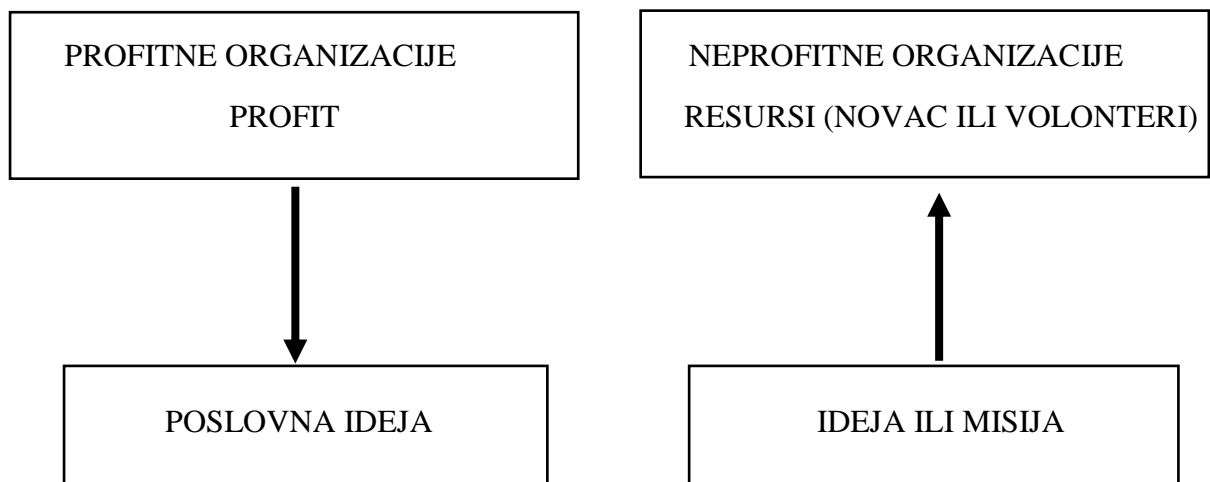 PROFITNE ORGANIZACIJE
PROFIT
NEPROFITNE ORGANIZACIJE
RESURSI (NOVAC ILI VOLONTERI)
POSLOVNA IDEJA
IDEJA ILI MISIJA